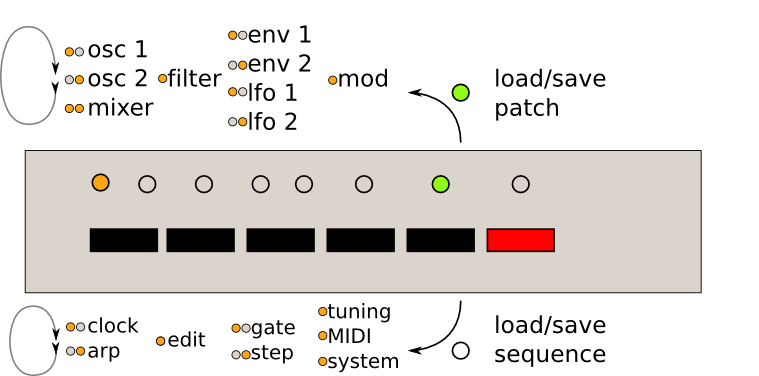 osc 1
osc 2
mixer
filter
env 1
env 2
lfo 1
lfo 2
mod
load/save
patch
clock
arp
edit
gate
step
tuning
MIDI
system
load/save
sequence